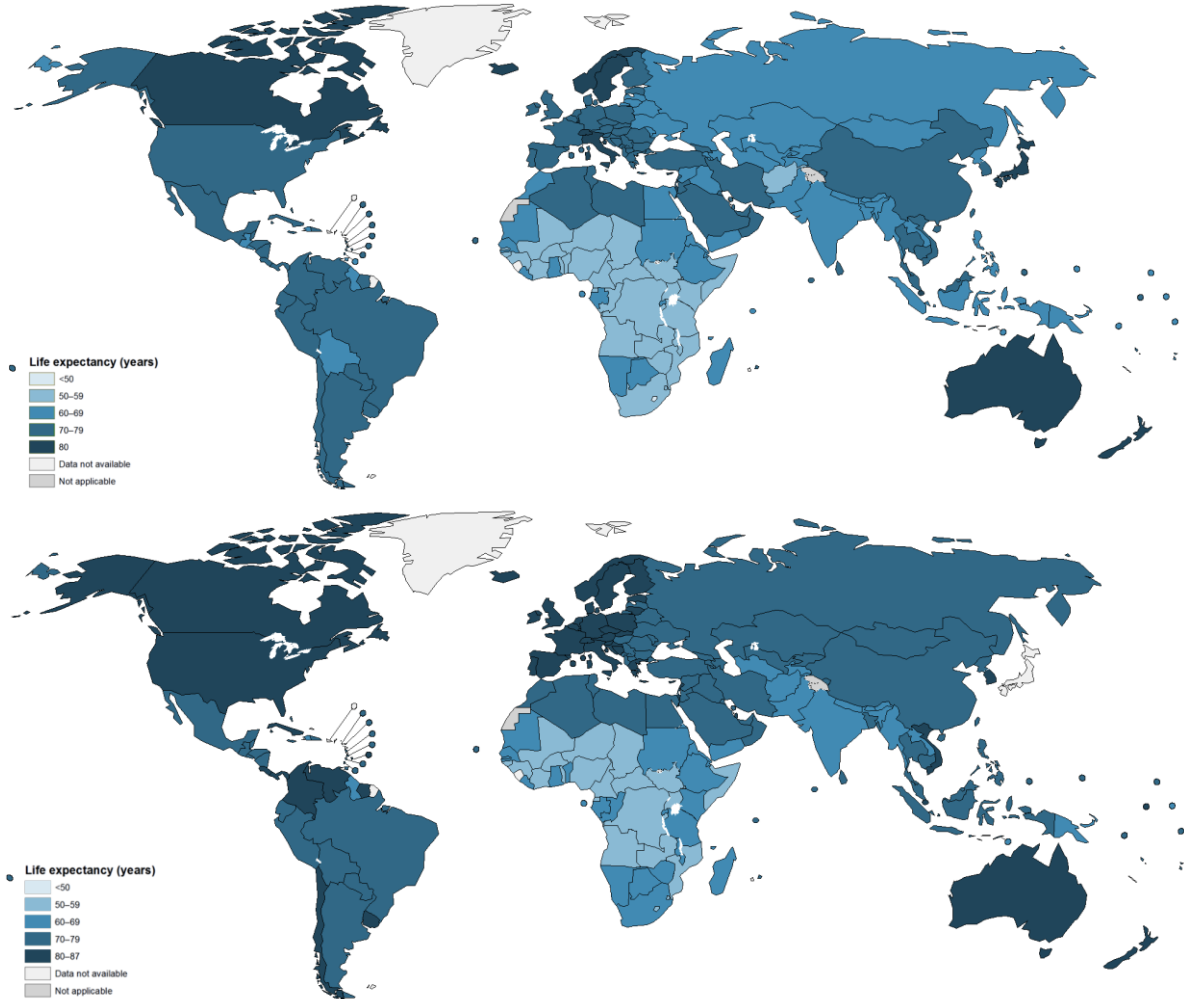 Life expectancy (years)
<50
50–59
60–69
70–79
80
Data not available
Not applicable
Life expectancy (years)
<50
50–59
60–69
70–79
80–87
Data not available
Not applicable